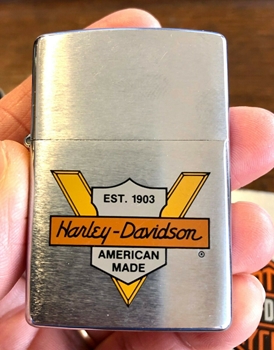 EST. 1903
Harley-Davidson
®
AMERICAN
MADE